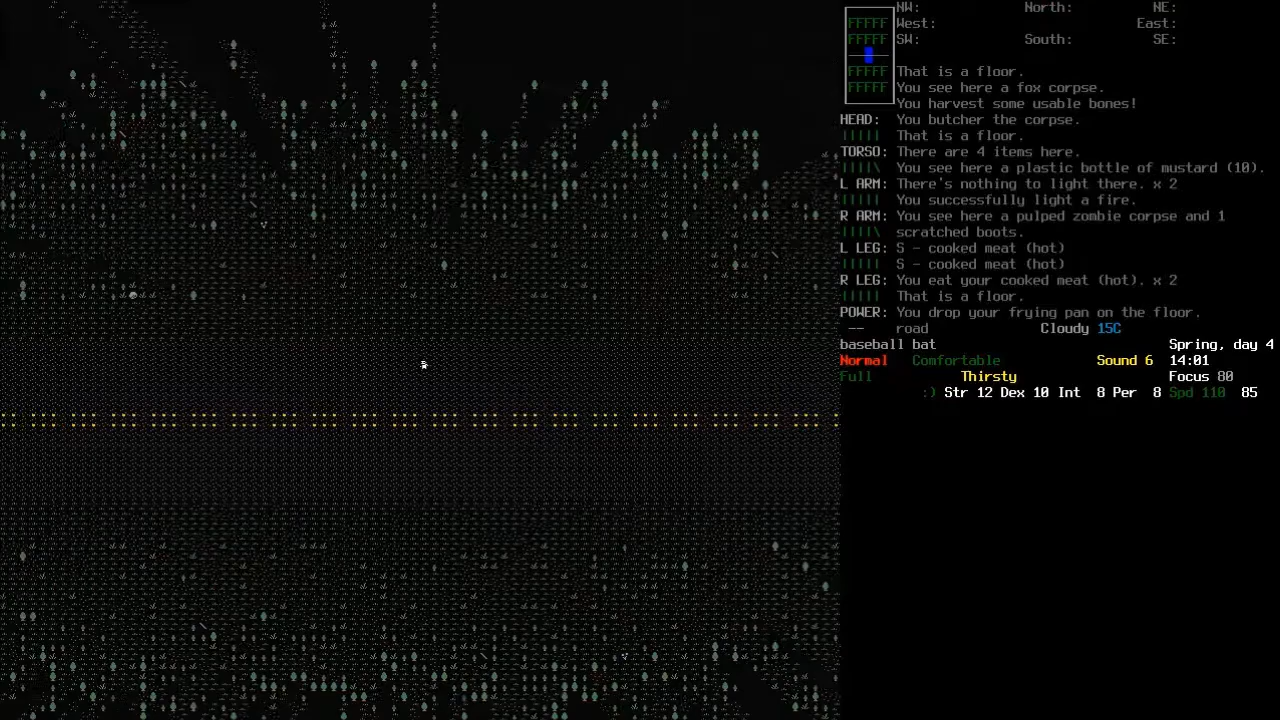 NW: North: NE:
FFFFF West: East:
FFFFF SW: South: SE:
FFFFF That is a floor.
FFFFF You see here a fox corpse.
You harvest some usable bones!
HEAD: You butcher the corpse.
||||| That is a floor.
TORSO: There are 4 items here.
||||\ You see here a plastic bottle of mustard (10).
L ARM: There's nothing to light there. x 2
||||| You successfully light a fire.
R ARM: You see here a pulped zombie corpse and 1
||||\ scratched boots.
L LEG: S - cooked meat (hot)
||||| S - cooked meat (hot)
R LEG: You eat your cooked meat (hot). x 2
||||| That is a floor.
POWER: You drop your frying pan on the floor.
-- road Cloudy 15C
baseball bat Spring, day 4
Normal Comfortable Sound 6 14:01
Full Thirsty Focus 80
:) Str 12 Dex 10 Int 8 Per 8 Spd 110 85